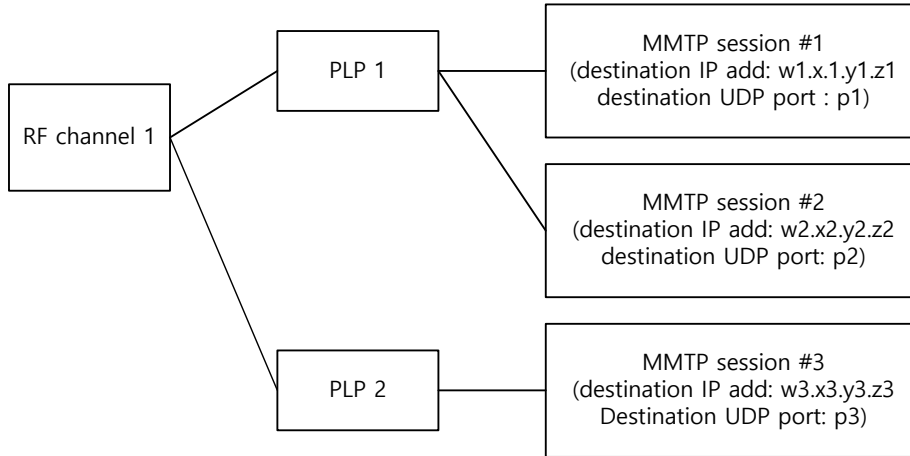 RF channel 1
PLP 1
PLP 2
MMTP session #1
(destination IP add: w1.x.1.y1.z1
destination UDP port : p1)
MMTP session #2
(destination IP add: w2.x2.y2.z2
destination UDP port: p2)
MMTP session #3
(destination IP add: w3.x3.y3.z3
Destination UDP port: p3)